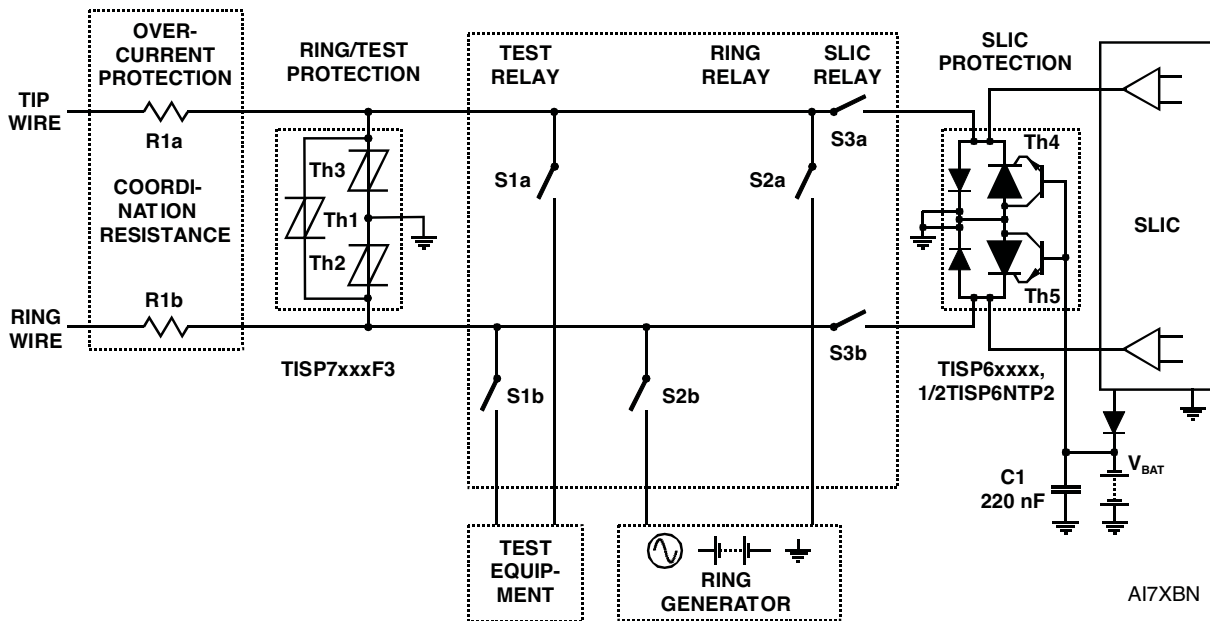 OVER-
CURRENT
PROTECTION
RING/TEST
PROTECTION
TEST
RELAY
RING
RELAY
SLIC
RELAY
SLIC
PROTECTION
TIP
WIRE
R1a
COORDI-
NATION
RESISTANCE
R1b
RING
WIRE
Th3
Th1
Th2
TISP7xxxF3
S1a
S2a
S3a
S3b
S1b
S2b
Th4
Th5
SLIC
TISP6xxxx,
1/2TISP6NTP2
C1
220 nF
VBAT
TEST
EQUIP-
MENT
RING
GENERATOR
AI7XBN